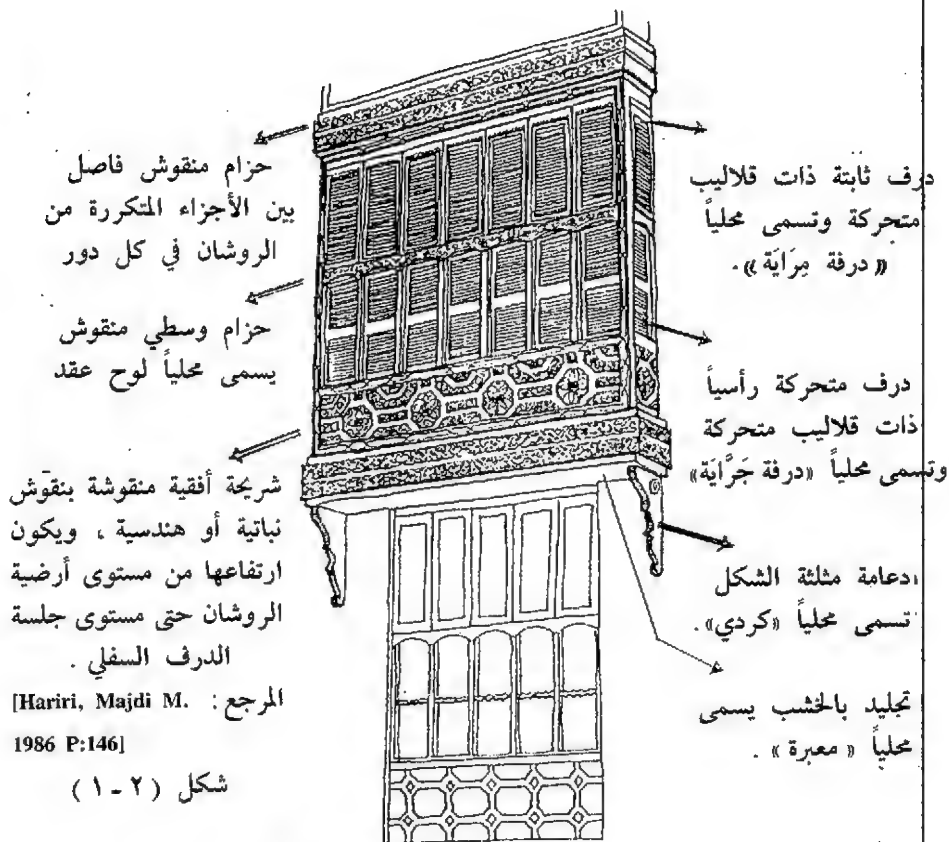 درف ثابتة ذات قلاليب
متحركة وتسمى محلياً
«درفة مِرَايَة».
درف متحركة رأسياً
ذات قلاليب متحركة
وتسمى محلياً «درفة جَرَّايَة»
دعامة مثلثة الشكل
تسمى محلياً «كردي».
تجليد بالخشب يسمى
محلياً « معبرة » .
حزام منقوش فاصل
بين الأجزاء المتكررة من
الروشان في كل دور
حزام وسطي منقوش
يسمى محلياً لوح عقد
شريحة أفقية منقوشة بنقوش
نباتية أو هندسية ، ويكون
ارتفاعها من مستوى أرضية
الروشان حتى مستوى جلسة
الدرف السفلي .
المرجع : [Hariri, Majdi M.
1986 P:146]
شكل ( ٢ - ١ )